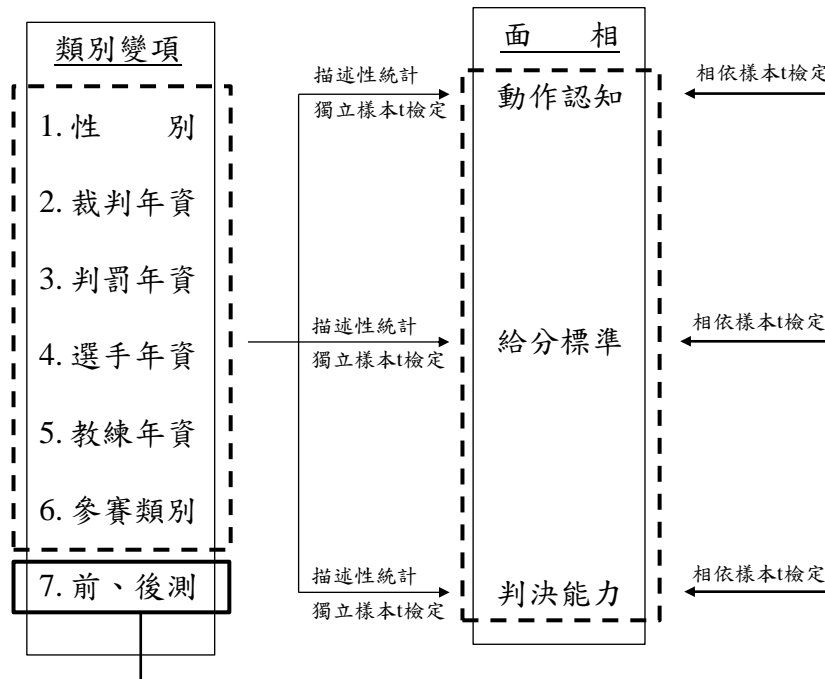 類別變項
1. 性 別
2. 裁判年資
3. 判罰年資
4. 選手年資
5. 教練年資
6. 參賽類別
7. 前、後測
描述性統計
獨立樣本t檢定
描述性統計
獨立樣本t檢定
描述性統計
獨立樣本t檢定
面 相
動作認知
給分標準
判決能力
相依樣本t檢定
相依樣本t檢定
相依樣本t檢定